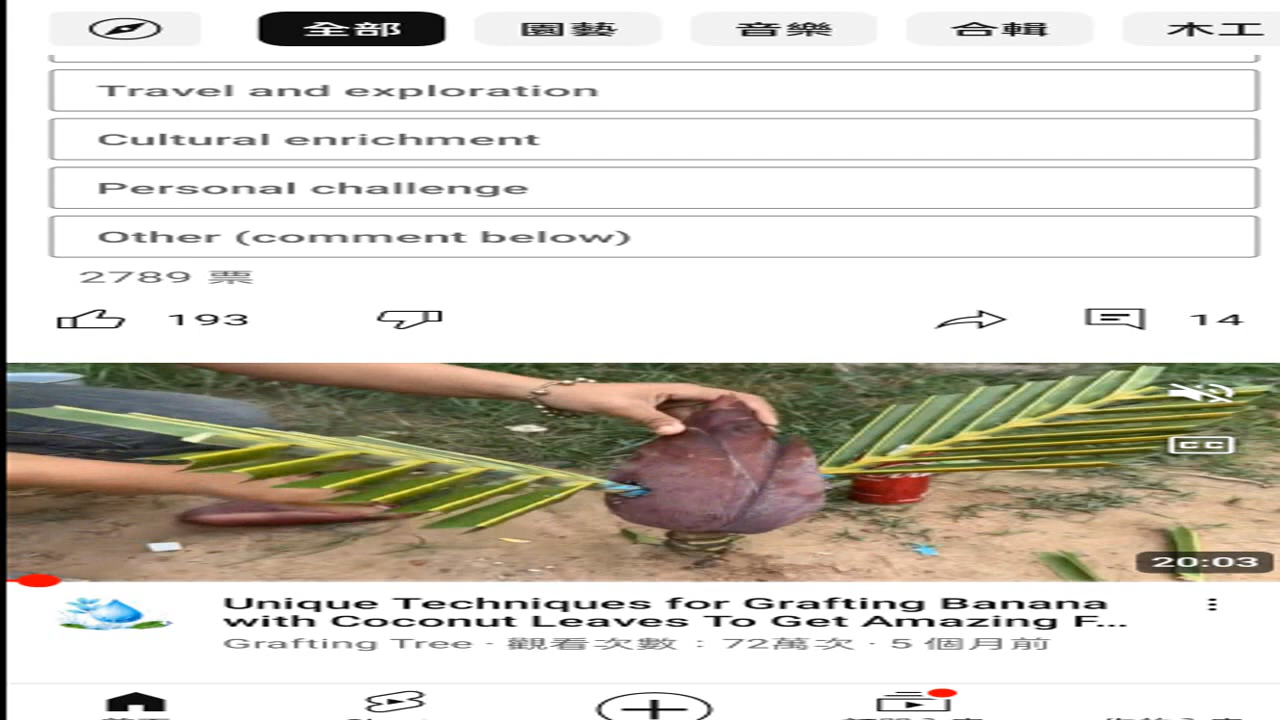 全部 園藝 音樂 合輯 木工
Travel and exploration
Cultural enrichment
Personal challenge
Other (comment below)
2789 票
193 14
CC
20:03
Unique Techniques for Grafting Banana
with Coconut Leaves To Get Amazing F...
Grafting Tree · 觀看次數：72萬次 · 5 個月前